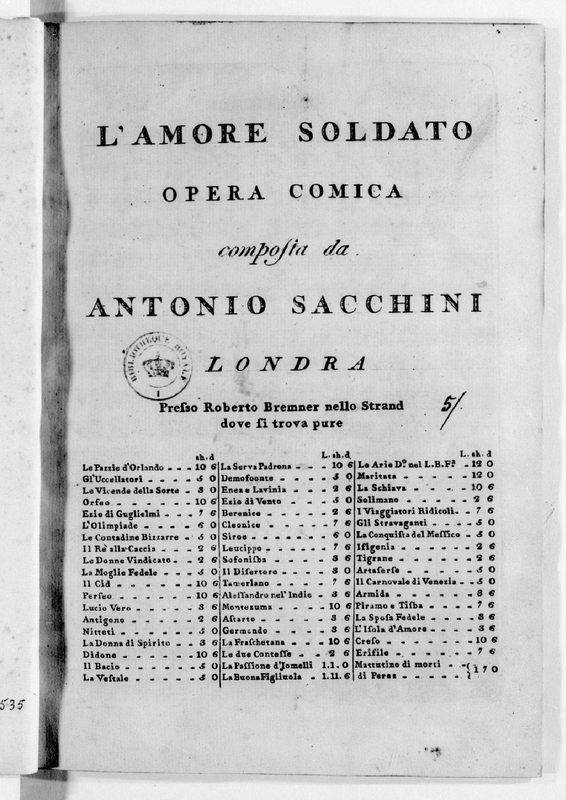 L'AMORE SOLDATO
OPERA COMICA
compoſta da
ANTONIO SACCHINI
BIBLIOTHEQUE ROYALE
I
LONDRA
Preſso Roberto Bremner nello Strand
dove ſi trova pure
5/
sh. d
Le Pazzie d'Orlando - - - 10 6
Gl'Uccellatori - - - - 5 0
Le Vicende della Sorte - 3 0
Orfeo - - - - - - - - 10 6
Ezio di Guglielmi - - - 7 6
L'Olimpiade - - - - - 6 0
Le Contadine Bizzarre - - 5 0
Il Rè alla Caccia - - - 2 6
Le Donne Vindicato - - 2 6
La Moglie Fedele - - - 5 0
Il Cid - - - - - - - 10 6
Perſeo - - - - - - - 10 6
Lucio Vero - - - - - 3 6
Antigono - - - - - - 2 6
Nitteti - - - - - - - 5 0
La Donna di Spirito - - 3 6
Didone - - - - - - - 10 6
Il Bacio - - - - - - 5 0
La Veſtale - - - - - - 5 0
L. sh. d
La Serva Padrona - - - 10 6
Demofoonte - - - - - 5 0
Enea e Lavinia - - - - 2 6
Ezio di Vento - - - - 5 0
Berenice - - - - - - 2 6
Cleonice - - - - - - 7 6
Siroe - - - - - - - 6 0
Leucippo - - - - - - 7 6
Sofoniſba - - - - - - 3 6
Il Diſertore - - - - - 3 0
Tamerlano - - - - - 7 6
Aleſſandro nel' Indie - - 3 6
Montezuma - - - - - 10 6
Aſtarto - - - - - - 3 6
Germondo - - - - - 3 6
La Fraſchetana - - - - 10 6
Le due Conteſſe - - - 2 6
La Paſſione d'Jomelli 1.1.0
La Buona Figliuola - 1.11.6
L. sh. d
Le Arie Dº. nel L.B.Fª. - 12 0
Maritata - - - - - - 12 0
La Schiava - - - - - 10 6
Solimano - - - - - - 2 6
I Viaggiatori Ridicoli - - 7 6
Gli Stravaganti - - - - 5 0
La Conquiſta del Meſſico - - 5 0
Ifigenia - - - - - - 2 6
Tigrane - - - - - - 2 6
Artaſerſe - - - - - - 5 0
Il Carnovale di Venezia - - 5 0
Armida - - - - - - - 3 6
Piramo e Tiſba - - - - 7 6
La Spoſa Fedele - - - - 3 6
L'Iſola d'Amore - - - - 3 6
Creſo - - - - - - - 10 6
Erifile - - - - - - - 7 6
Mattutino di morti - -
di Perez - - - - - - 1 7 0
535